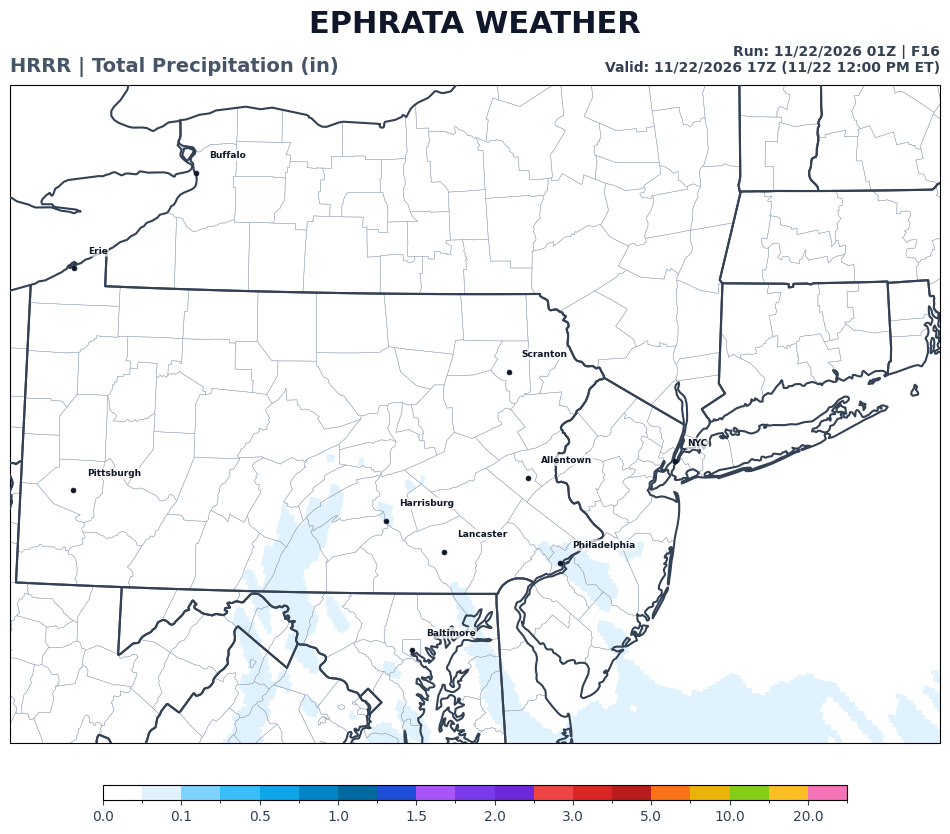 EPHRATA WEATHER
HRRR | Total Precipitation (in)
Run: 11/22/2026 01Z | F16
Valid: 11/22/2026 17Z (11/22 12:00 PM ET)
Buffalo
Erie
Scranton
NYC
Allentown
Pittsburgh
Harrisburg
Lancaster
Philadelphia
Baltimore
0.0 0.1 0.5 1.0 1.5 2.0 3.0 5.0 10.0 20.0